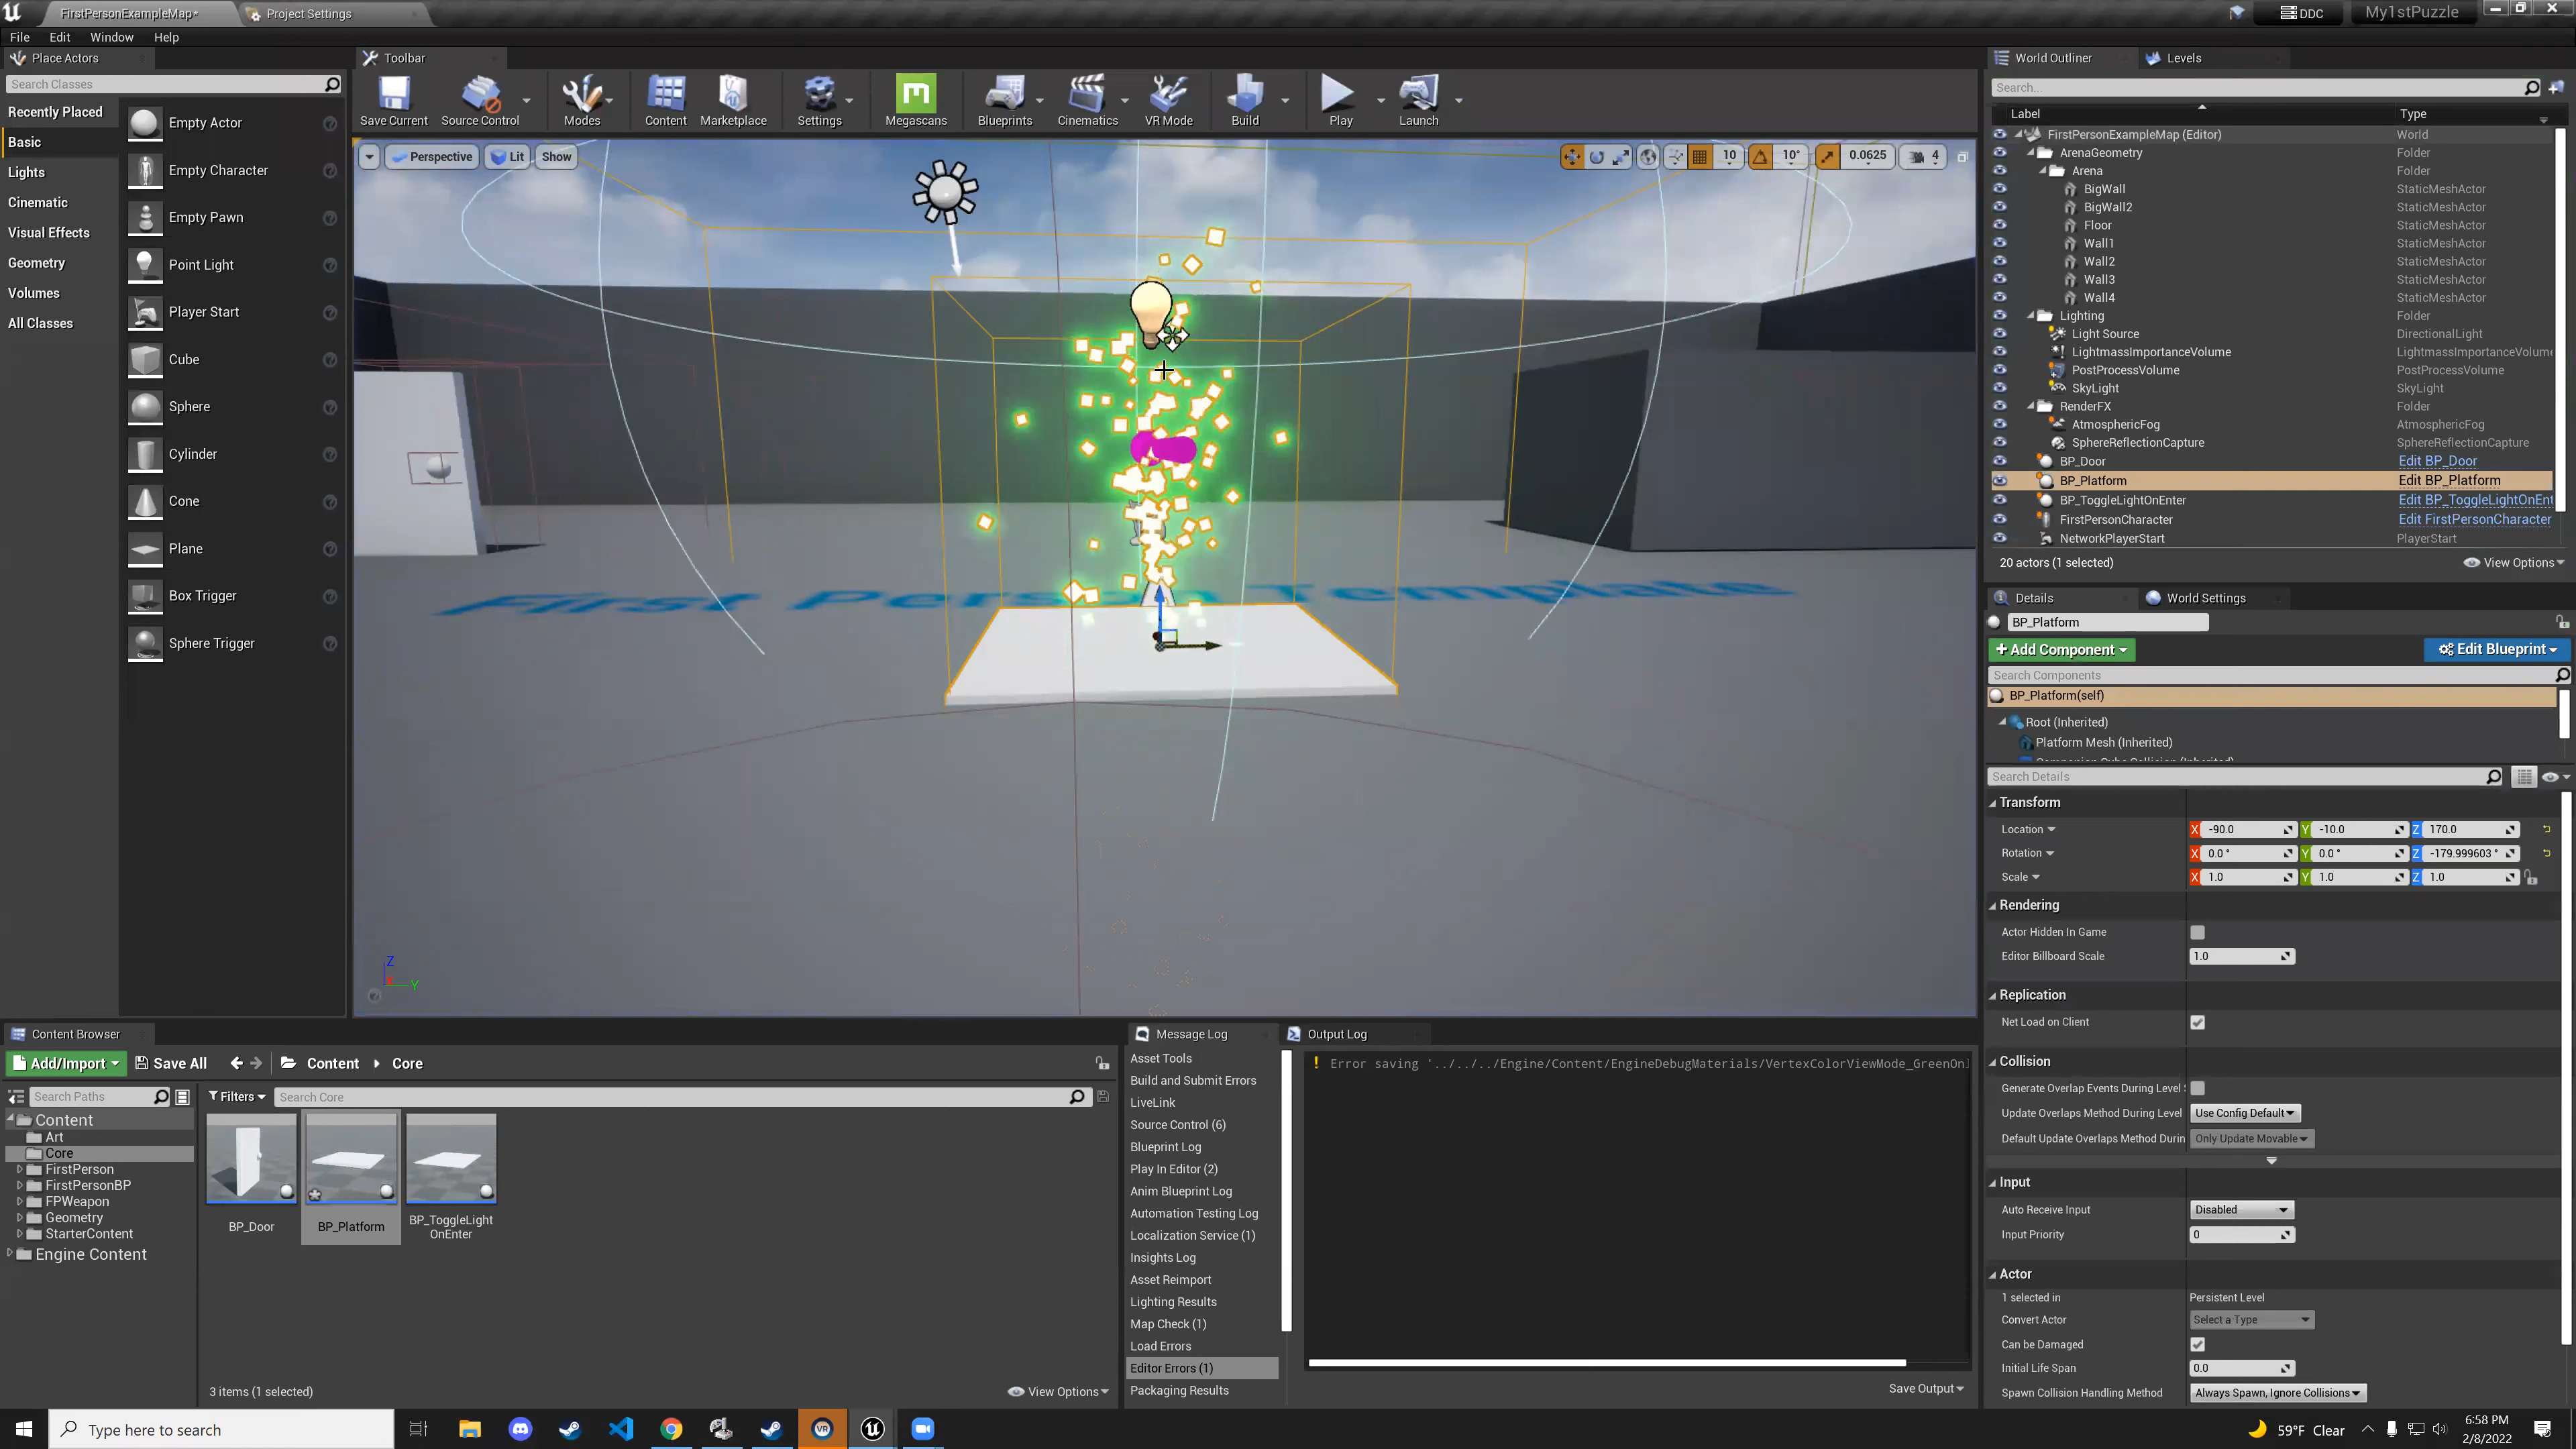 FirstPersonExampleMap*
Project Settings
DDC
My1stPuzzle
File Edit Window Help
Place Actors
Search Classes
Recently Placed
Basic
Lights
Cinematic
Visual Effects
Geometry
Volumes
All Classes
Empty Actor
Empty Character
Empty Pawn
Point Light
Player Start
Cube
Sphere
Cylinder
Cone
Plane
Box Trigger
Sphere Trigger
Toolbar
Save Current Source Control Modes Content Marketplace Settings Megascans Blueprints Cinematics VR Mode Build Play Launch
Perspective Lit Show
10 10° 0.0625 4
First Person Template
Z
Y
World Outliner Levels
Search...
Label Type
FirstPersonExampleMap (Editor) World
ArenaGeometry Folder
Arena Folder
BigWall StaticMeshActor
BigWall2 StaticMeshActor
Floor StaticMeshActor
Wall1 StaticMeshActor
Wall2 StaticMeshActor
Wall3 StaticMeshActor
Wall4 StaticMeshActor
Lighting Folder
Light Source DirectionalLight
LightmassImportanceVolume LightmassImportanceVolume
PostProcessVolume PostProcessVolume
SkyLight SkyLight
RenderFX Folder
AtmosphericFog AtmosphericFog
SphereReflectionCapture SphereReflectionCapture
BP_Door Edit BP_Door
BP_Platform Edit BP_Platform
BP_ToggleLightOnEnter Edit BP_ToggleLightOnEnt
FirstPersonCharacter Edit FirstPersonCharacter
NetworkPlayerStart PlayerStart
20 actors (1 selected) View Options
Details World Settings
BP_Platform
+ Add Component Edit Blueprint
Search Components
BP_Platform(self)
Root (Inherited)
Platform Mesh (Inherited)
Companion Cube Collision (Inherited)
Search Details
Transform
Location X -90.0 Y -10.0 Z 170.0
Rotation X 0.0 ° Y 0.0 ° Z -179.999603 °
Scale X 1.0 Y 1.0 Z 1.0
Rendering
Actor Hidden In Game
Editor Billboard Scale 1.0
Replication
Net Load on Client
Collision
Generate Overlap Events During Level
Update Overlaps Method During Level Use Config Default
Default Update Overlaps Method Durin Only Update Movable
Input
Auto Receive Input Disabled
Input Priority 0
Actor
1 selected in Persistent Level
Convert Actor Select a Type
Can be Damaged
Initial Life Span 0.0
Spawn Collision Handling Method Always Spawn, Ignore Collisions
Content Browser
Add/Import Save All Content Core
Search Paths
Filters Search Core
Content
Art
Core
FirstPerson
FirstPersonBP
FPWeapon
Geometry
StarterContent
Engine Content
BP_Door
BP_Platform
BP_ToggleLight
OnEnter
3 items (1 selected) View Options
Message Log Output Log
Asset Tools
Build and Submit Errors
LiveLink
Source Control (6)
Blueprint Log
Play In Editor (2)
Anim Blueprint Log
Automation Testing Log
Localization Service (1)
Insights Log
Asset Reimport
Lighting Results
Map Check (1)
Load Errors
Editor Errors (1)
Packaging Results
! Error saving '../../../Engine/Content/EngineDebugMaterials/VertexColorViewMode_GreenOn
Save Output
Type here to search
VR
59°F Clear
6:58 PM
2/8/2022